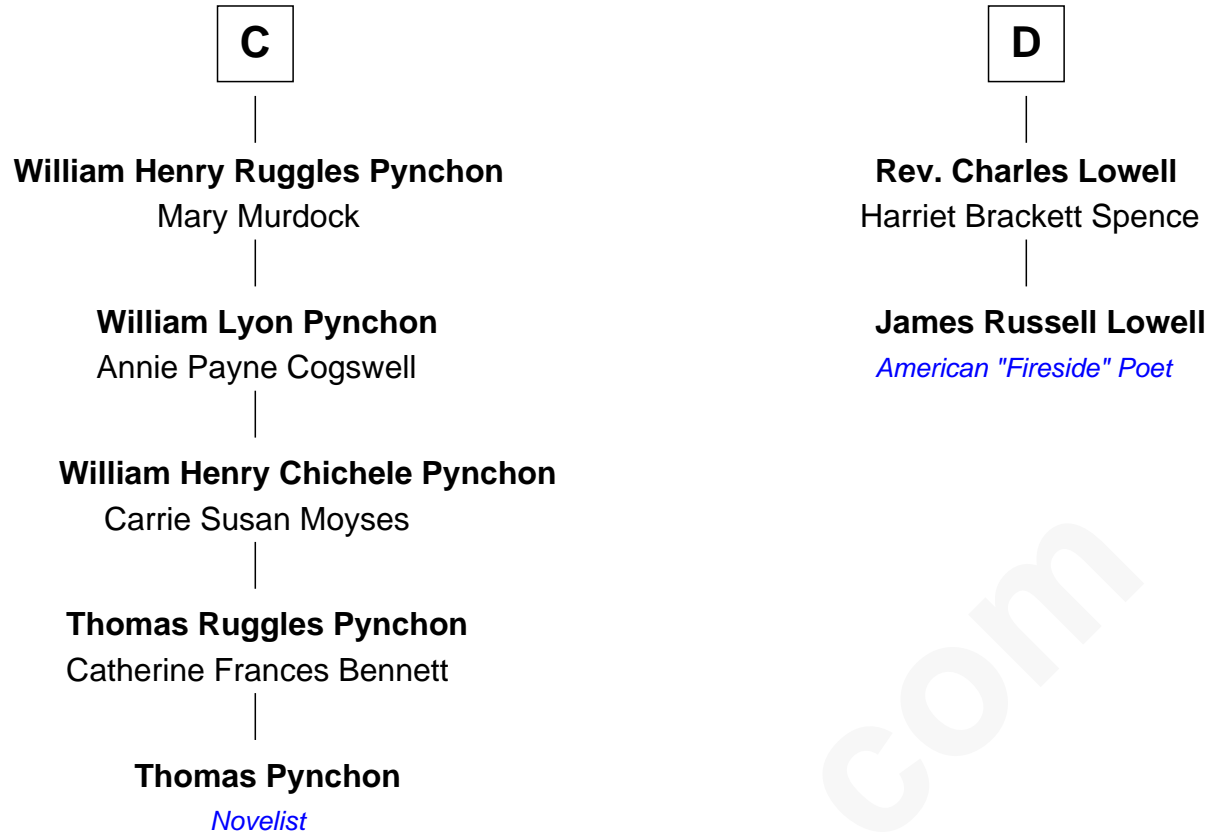 C
William Henry Ruggles Pynchon
Mary Murdock
William Lyon Pynchon
Annie Payne Cogswell
William Henry Chichele Pynchon
Carrie Susan Moyses
Thomas Ruggles Pynchon
Catherine Frances Bennett
Thomas Pynchon
Novelist
D
Rev. Charles Lowell
Harriet Brackett Spence
James Russell Lowell
American "Fireside" Poet
com